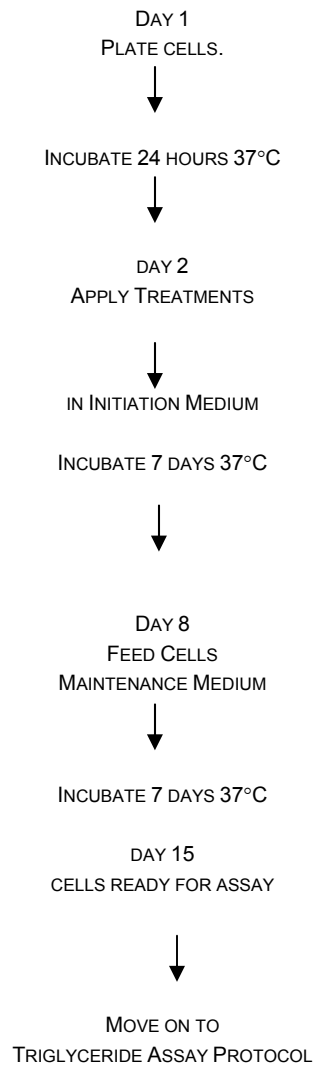 DAY 1
PLATE CELLS.
INCUBATE 24 HOURS 37°C
DAY 2
APPLY TREATMENTS
IN INITIATION MEDIUM
INCUBATE 7 DAYS 37°C
DAY 8
FEED CELLS
MAINTENANCE MEDIUM
INCUBATE 7 DAYS 37°C
DAY 15
CELLS READY FOR ASSAY
MOVE ON TO
TRIGLYCERIDE ASSAY PROTOCOL